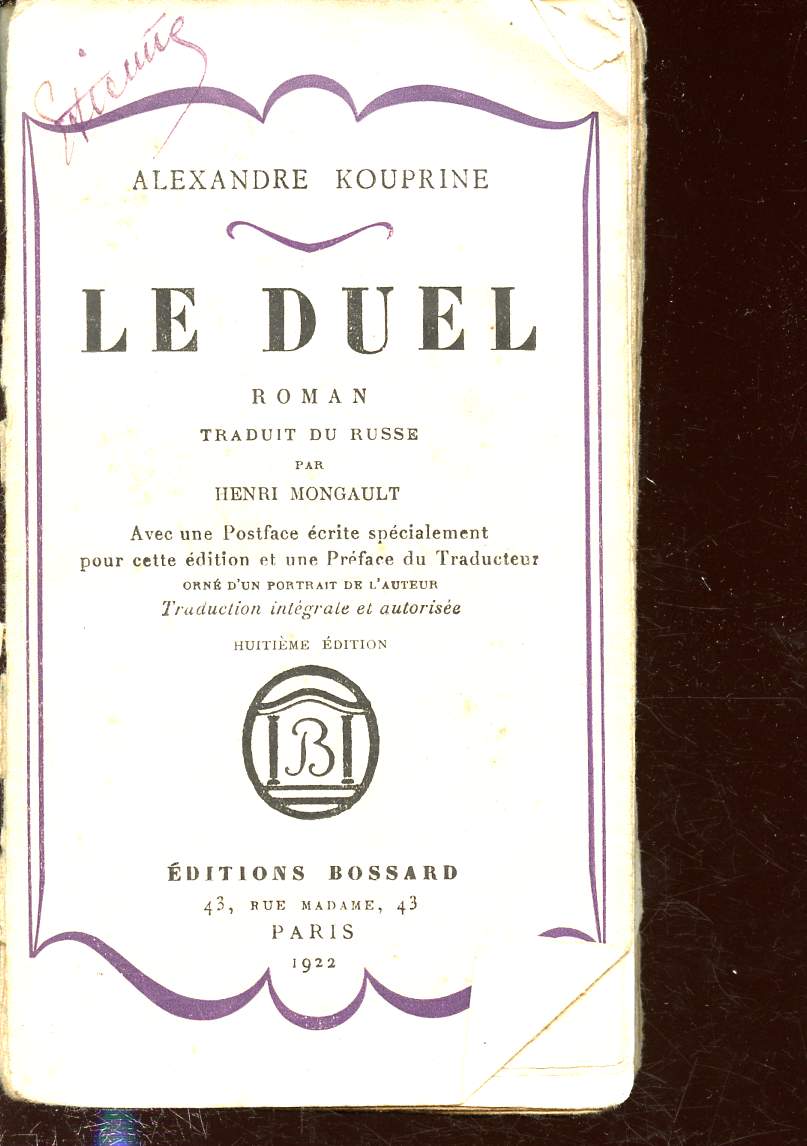 ALEXANDRE KOUPRINE
LE DUEL
ROMAN
TRADUIT DU RUSSE
PAR
HENRI MONGAULT
Avec une Postface écrite spécialement
pour cette édition et une Préface du Traducteur
ORNÉ D'UN PORTRAIT DE L'AUTEUR
Traduction intégrale et autorisée
HUITIÈME ÉDITION
B
ÉDITIONS BOSSARD
43, RUE MADAME, 43
PARIS
1922